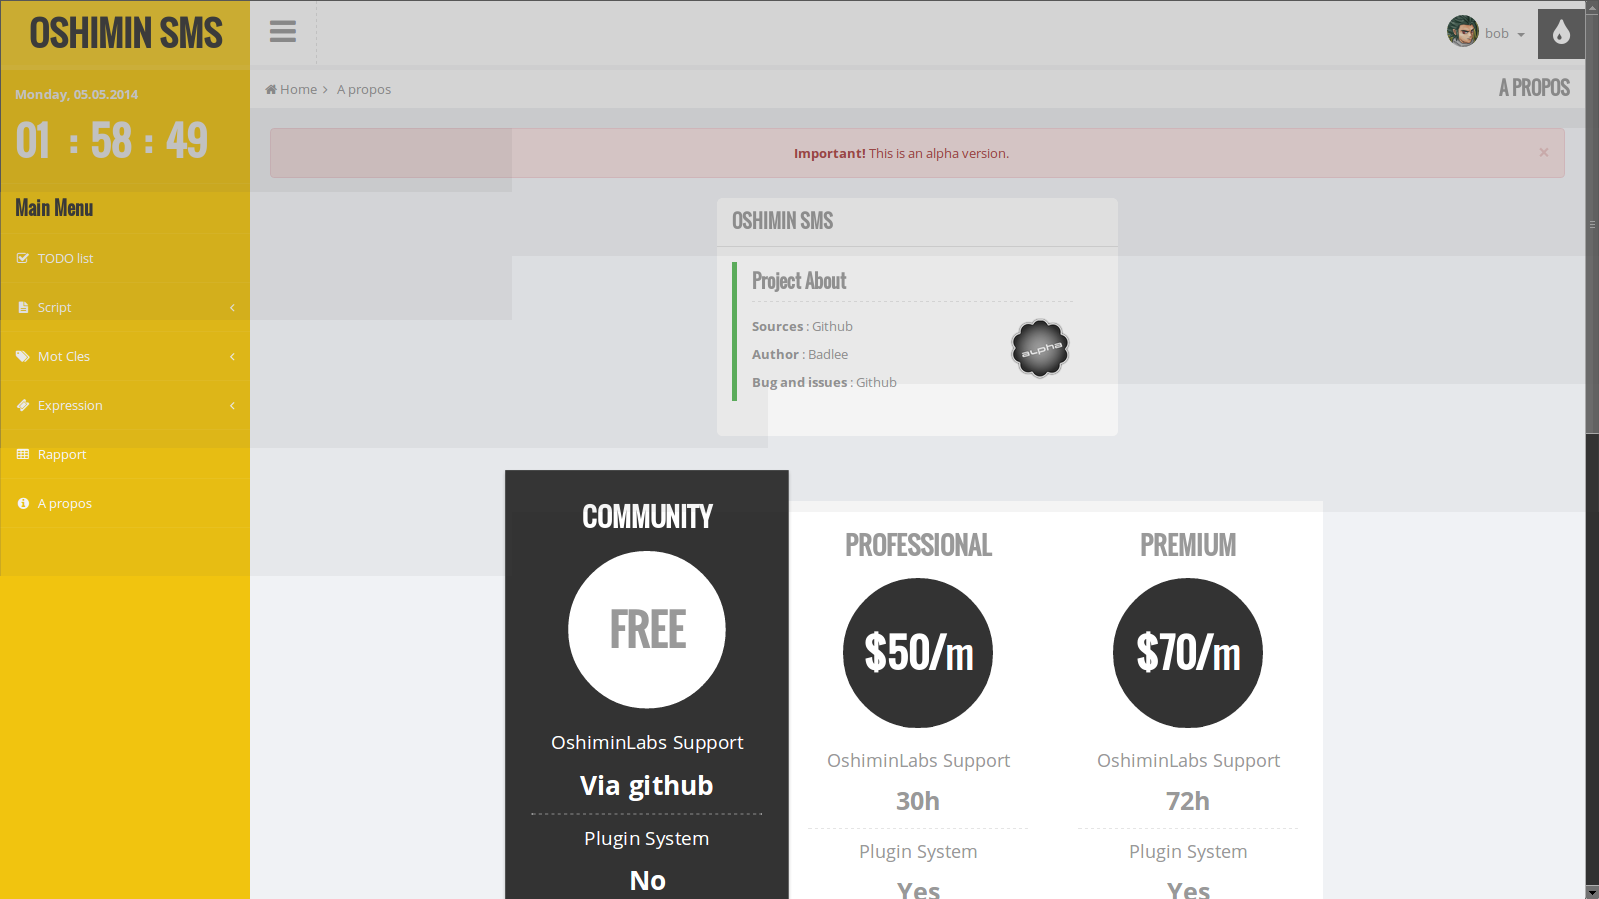 OSHIMIN SMS
bob
Monday, 05.05.2014
Home > A propos
A PROPOS
01 : 58 : 49
Important! This is an alpha version.
×
Main Menu
TODO list
Script
Mot Cles
Expression
Rapport
A propos
OSHIMIN SMS
Project About
Sources : Github
Author : Badlee
Bug and issues : Github
alpha
COMMUNITY
FREE
OshiminLabs Support
Via github
Plugin System
No
PROFESSIONAL
$50/m
OshiminLabs Support
30h
Plugin System
Yes
PREMIUM
$70/m
OshiminLabs Support
72h
Plugin System
Yes